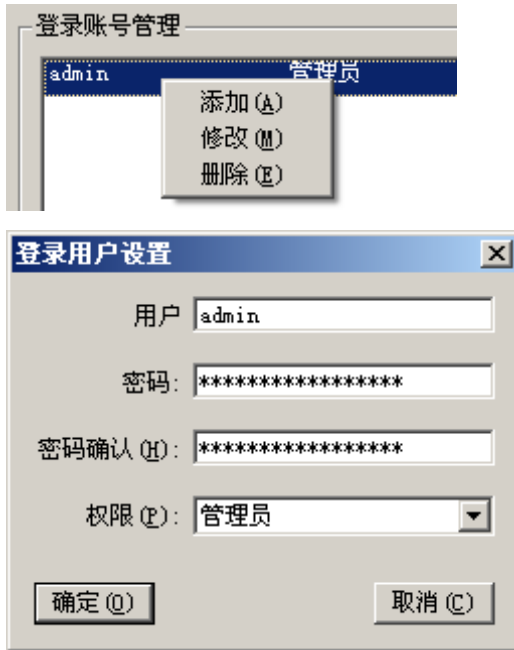 登录账号管理
admin 管理员
添加(A)
修改(M)
删除(E)
登录用户设置
用户 admin
密码: *****************
密码确认(H): *****************
权限(P): 管理员
确定(O) 取消(C)